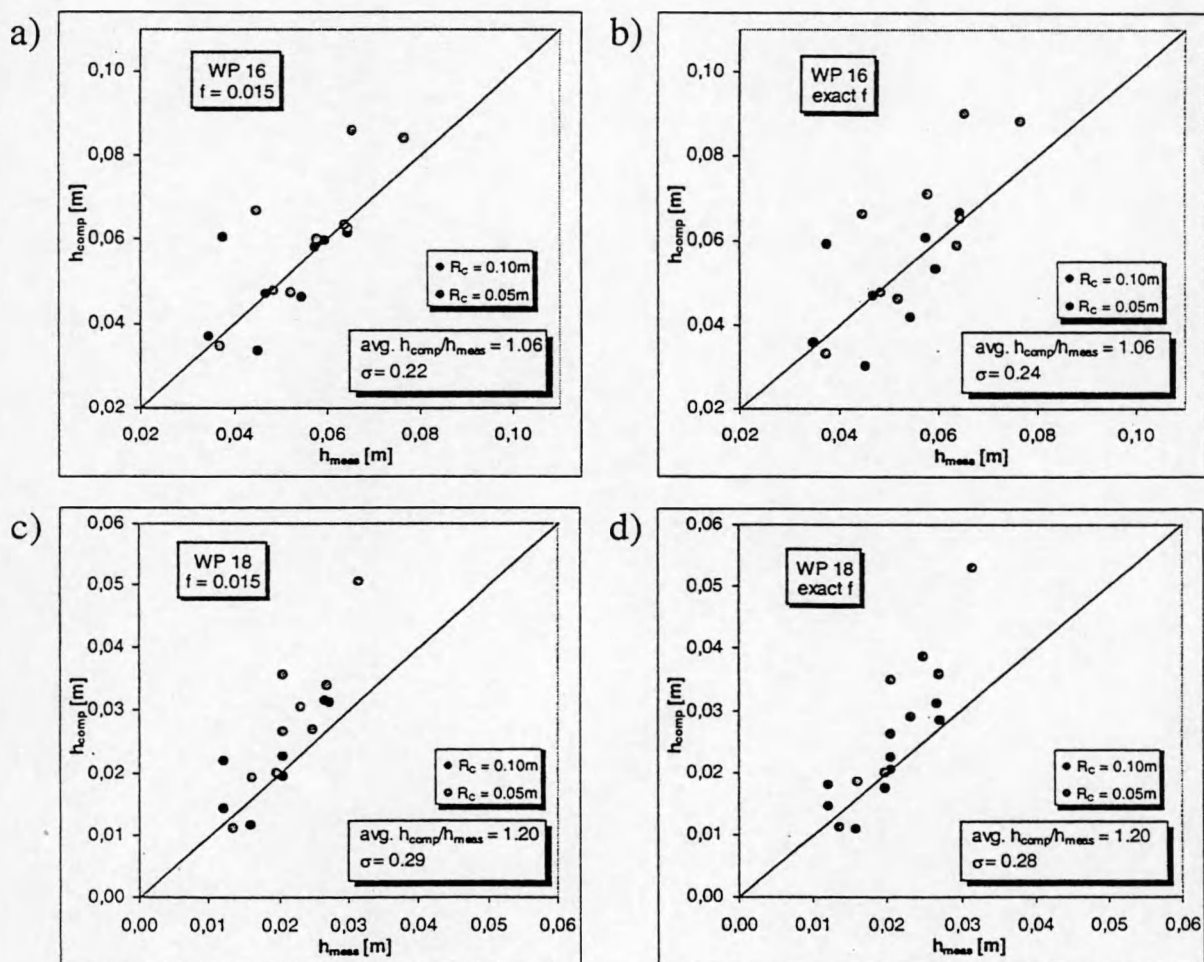 a)
WP 16
f = 0.015
0,10
0,08
0,06
0,04
0,02
h_comp [m]
R_C = 0.10m
R_C = 0.05m
avg. h_comp/h_meas = 1.06
σ = 0.22
0,02 0,04 0,06 0,08 0,10
h_meas [m]
b)
WP 16
exact f
0,10
0,08
0,06
0,04
0,02
h_comp [m]
R_C = 0.10m
R_C = 0.05m
avg. h_comp/h_meas = 1.06
σ = 0.24
0,02 0,04 0,06 0,08 0,10
h_meas [m]
c)
WP 18
f = 0.015
0,06
0,05
0,04
0,03
0,02
0,01
0,00
h_comp [m]
R_C = 0.10m
R_C = 0.05m
avg. h_comp/h_meas = 1.20
σ = 0.29
0,00 0,01 0,02 0,03 0,04 0,05 0,06
h_meas [m]
d)
WP 18
exact f
0,06
0,05
0,04
0,03
0,02
0,01
0,00
h_comp [m]
R_C = 0.10m
R_C = 0.05m
avg. h_comp/h_meas = 1.20
σ = 0.28
0,00 0,01 0,02 0,03 0,04 0,05 0,06
h_meas [m]